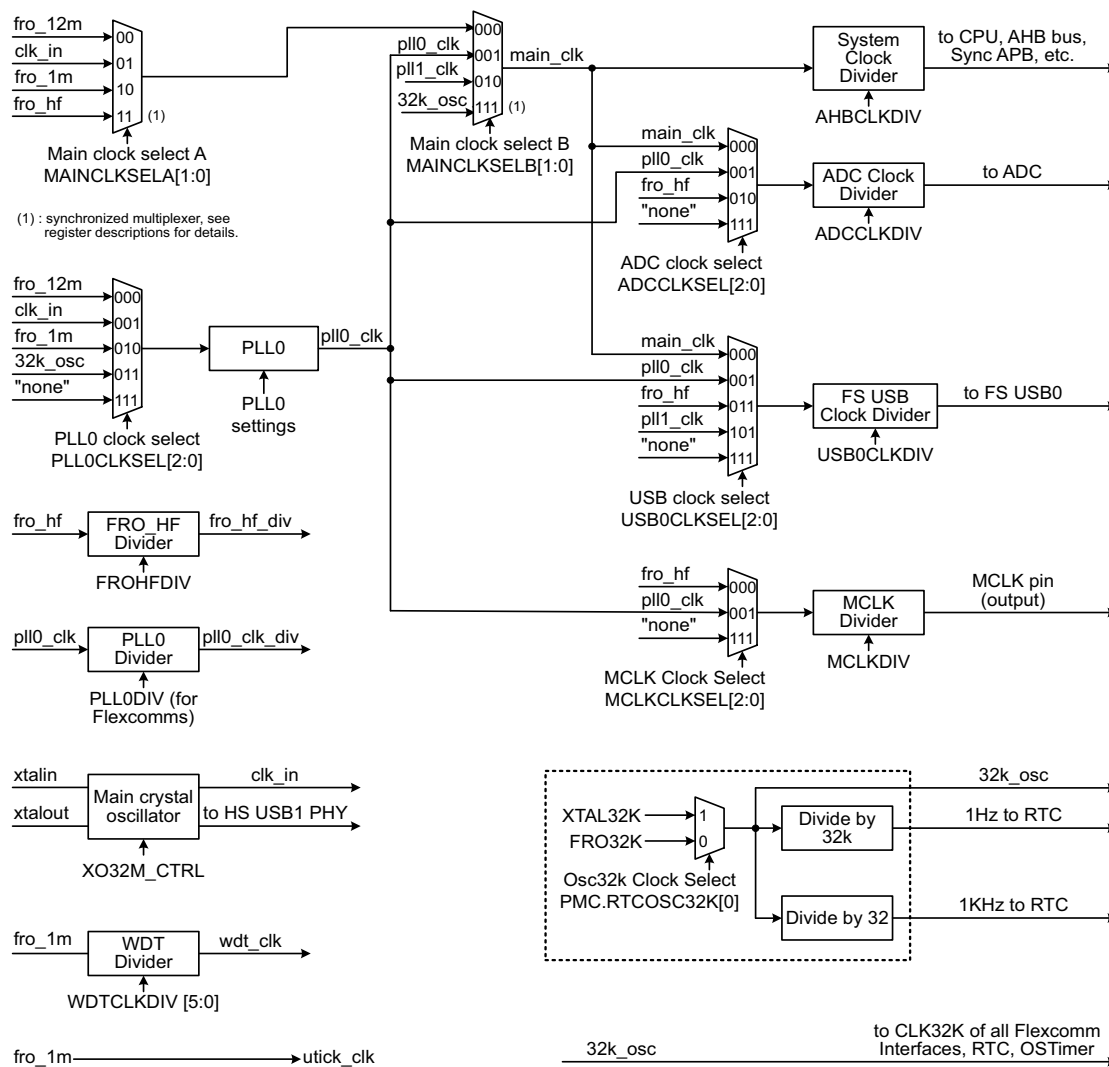 fro_12m
clk_in
fro_1m
fro_hf
00
01
10
11
(1)
Main clock select A
MAINCLKSELA[1:0]
(1) : synchronized multiplexer, see
register descriptions for details.
pll0_clk
pll1_clk
32k_osc
000
001
010
111
(1)
main_clk
Main clock select B
MAINCLKSELB[1:0]
System
Clock
Divider
AHBCLKDIV
to CPU, AHB bus,
Sync APB, etc.
main_clk
pll0_clk
fro_hf
"none"
000
001
010
111
ADC clock select
ADCCLKSEL[2:0]
ADC Clock
Divider
ADCCLKDIV
to ADC
fro_12m
clk_in
fro_1m
32k_osc
"none"
000
001
010
011
111
PLL0 clock select
PLL0CLKSEL[2:0]
PLL0
pll0_clk
PLL0
settings
main_clk
pll0_clk
fro_hf
pll1_clk
"none"
000
001
011
101
111
USB clock select
USB0CLKSEL[2:0]
FS USB
Clock Divider
USB0CLKDIV
to FS USB0
fro_hf
FRO_HF
Divider
fro_hf_div
FROHFDIV
fro_hf
pll0_clk
"none"
000
001
111
MCLK Clock Select
MCLKCLKSEL[2:0]
MCLK
Divider
MCLKDIV
MCLK pin
(output)
pll0_clk
PLL0
Divider
pll0_clk_div
PLL0DIV (for
Flexcomms)
xtalin
xtalout
Main crystal
oscillator
clk_in
to HS USB1 PHY
XO32M_CTRL
XTAL32K
FRO32K
1
0
Osc32k Clock Select
PMC.RTCOSC32K[0]
Divide by
32k
Divide by 32
32k_osc
1Hz to RTC
1KHz to RTC
fro_1m
WDT
Divider
wdt_clk
WDTCLKDIV [5:0]
fro_1m
utick_clk
32k_osc
to CLK32K of all Flexcomm
Interfaces, RTC, OSTimer